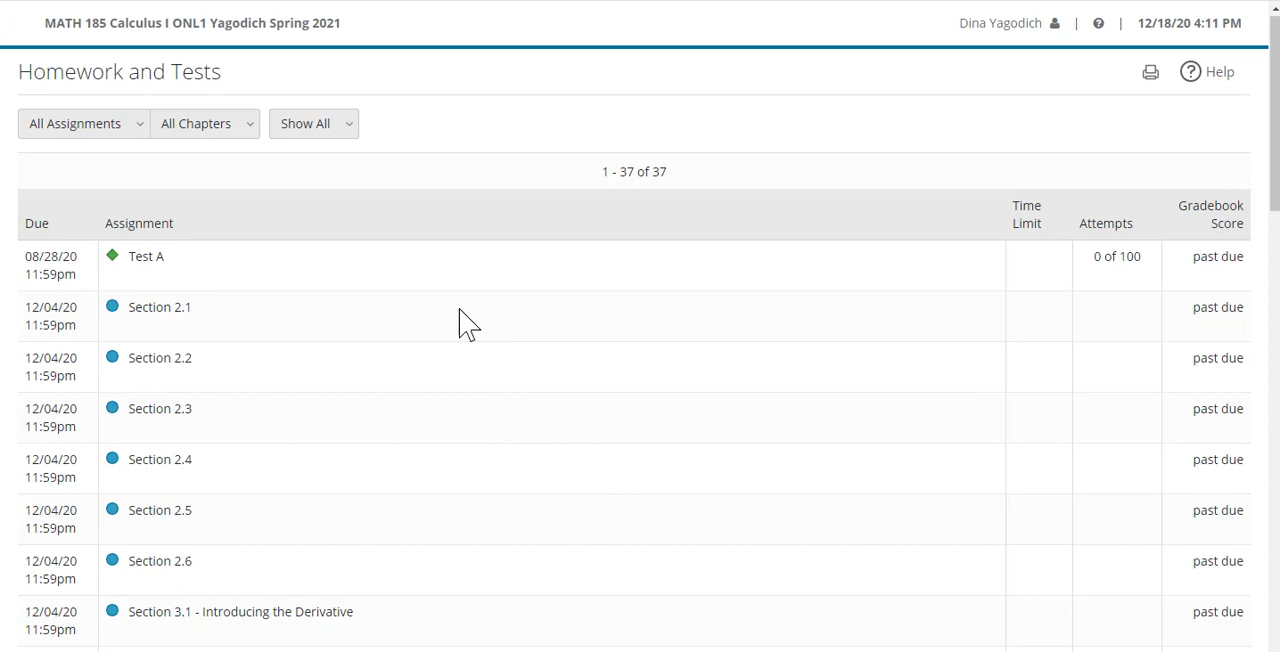 MATH 185 Calculus I ONL1 Yagodich Spring 2021
Dina Yagodich | ? | 12/18/20 4:11 PM
Homework and Tests
? Help
All Assignments All Chapters Show All
1 - 37 of 37
Due Assignment Time Limit Attempts Gradebook Score
08/28/20 11:59pm Test A 0 of 100 past due
12/04/20 11:59pm Section 2.1 past due
12/04/20 11:59pm Section 2.2 past due
12/04/20 11:59pm Section 2.3 past due
12/04/20 11:59pm Section 2.4 past due
12/04/20 11:59pm Section 2.5 past due
12/04/20 11:59pm Section 2.6 past due
12/04/20 11:59pm Section 3.1 - Introducing the Derivative past due